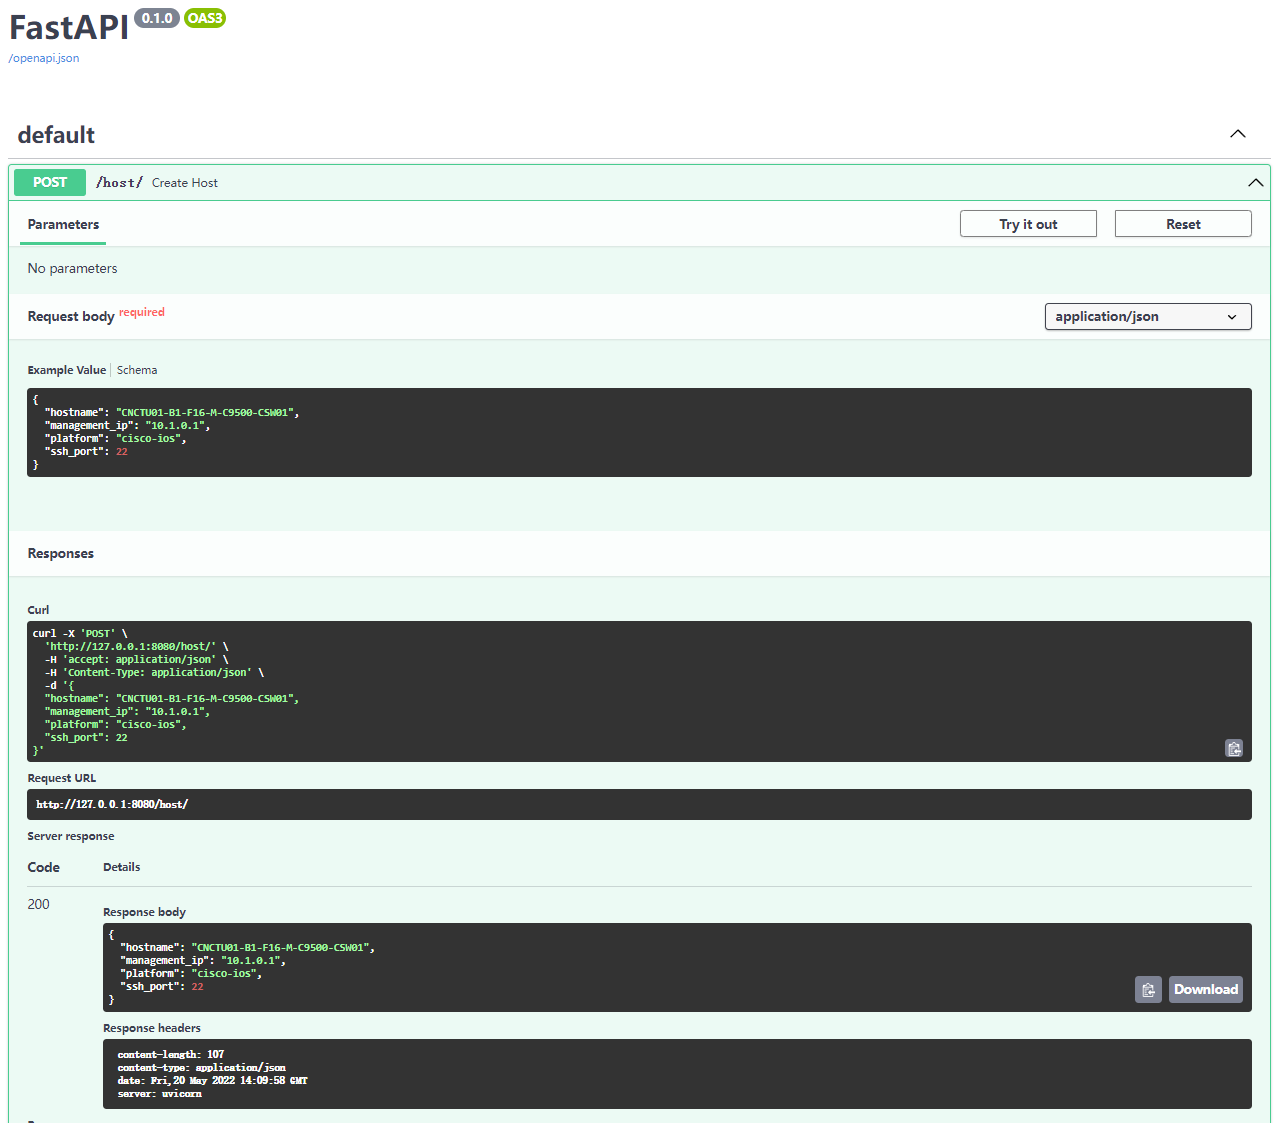 FastAPI 0.1.0 OAS3
/openapi.json
default
POST /host/ Create Host
Parameters Try it out Reset
No parameters
Request body required application/json
Example Value Schema
{
"hostname": "CNCTU01-B1-F16-M-C9500-CSW01",
"management_ip": "10.1.0.1",
"platform": "cisco-ios",
"ssh_port": 22
}
Responses
Curl
curl -X 'POST' \
'http://127.0.0.1:8080/host/' \
-H 'accept: application/json' \
-H 'Content-Type: application/json' \
-d '{
"hostname": "CNCTU01-B1-F16-M-C9500-CSW01",
"management_ip": "10.1.0.1",
"platform": "cisco-ios",
"ssh_port": 22
}'
Request URL
http://127.0.0.1:8080/host/
Server response
Code Details
200
Response body
{
"hostname": "CNCTU01-B1-F16-M-C9500-CSW01",
"management_ip": "10.1.0.1",
"platform": "cisco-ios",
"ssh_port": 22
}
Download
Response headers
content-length: 107
content-type: application/json
date: Fri,20 May 2022 14:09:58 GMT
server: uvicorn